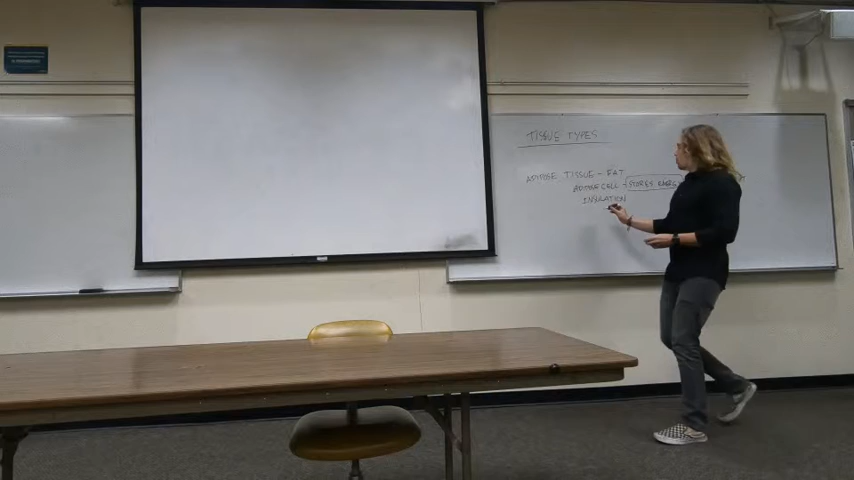 TISSUE TYPES
ADIPOSE TISSUE - FAT
ADIPOSE CELL - STORES ENERGY
INSULATION